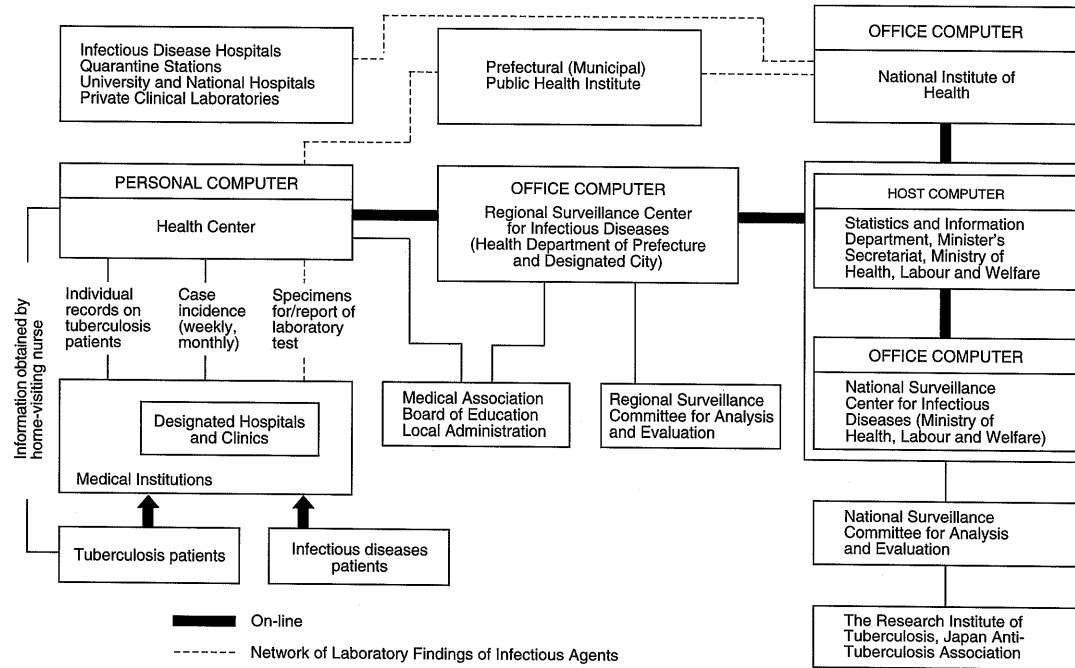 Infectious Disease Hospitals
Quarantine Stations
University and National Hospitals
Private Clinical Laboratories
Prefectural (Municipal)
Public Health Institute
OFFICE COMPUTER
National Institute of
Health
PERSONAL COMPUTER
Health Center
OFFICE COMPUTER
Regional Surveillance Center
for Infectious Diseases
(Health Department of Prefecture
and Designated City)
HOST COMPUTER
Statistics and Information
Department, Minister's
Secretariat, Ministry of
Health, Labour and Welfare
Information obtained by
home-visiting nurse
Individual
records on
tuberculosis
patients
Case
incidence
(weekly,
monthly)
Specimens
for/report of
laboratory
test
OFFICE COMPUTER
National Surveillance
Center for Infectious
Diseases (Ministry
of Health, Labour and Welfare)
Designated Hospitals
and Clinics
Medical Institutions
Medical Association
Board of Education
Local Administration
Regional Surveillance
Committee for Analysis
and Evaluation
Tuberculosis patients
Infectious diseases
patients
National Surveillance
Committee for Analysis
and Evaluation
The Research Institute of
Tuberculosis, Japan Anti-
Tuberculosis Association
On-line
Network of Laboratory Findings of Infectious Agents